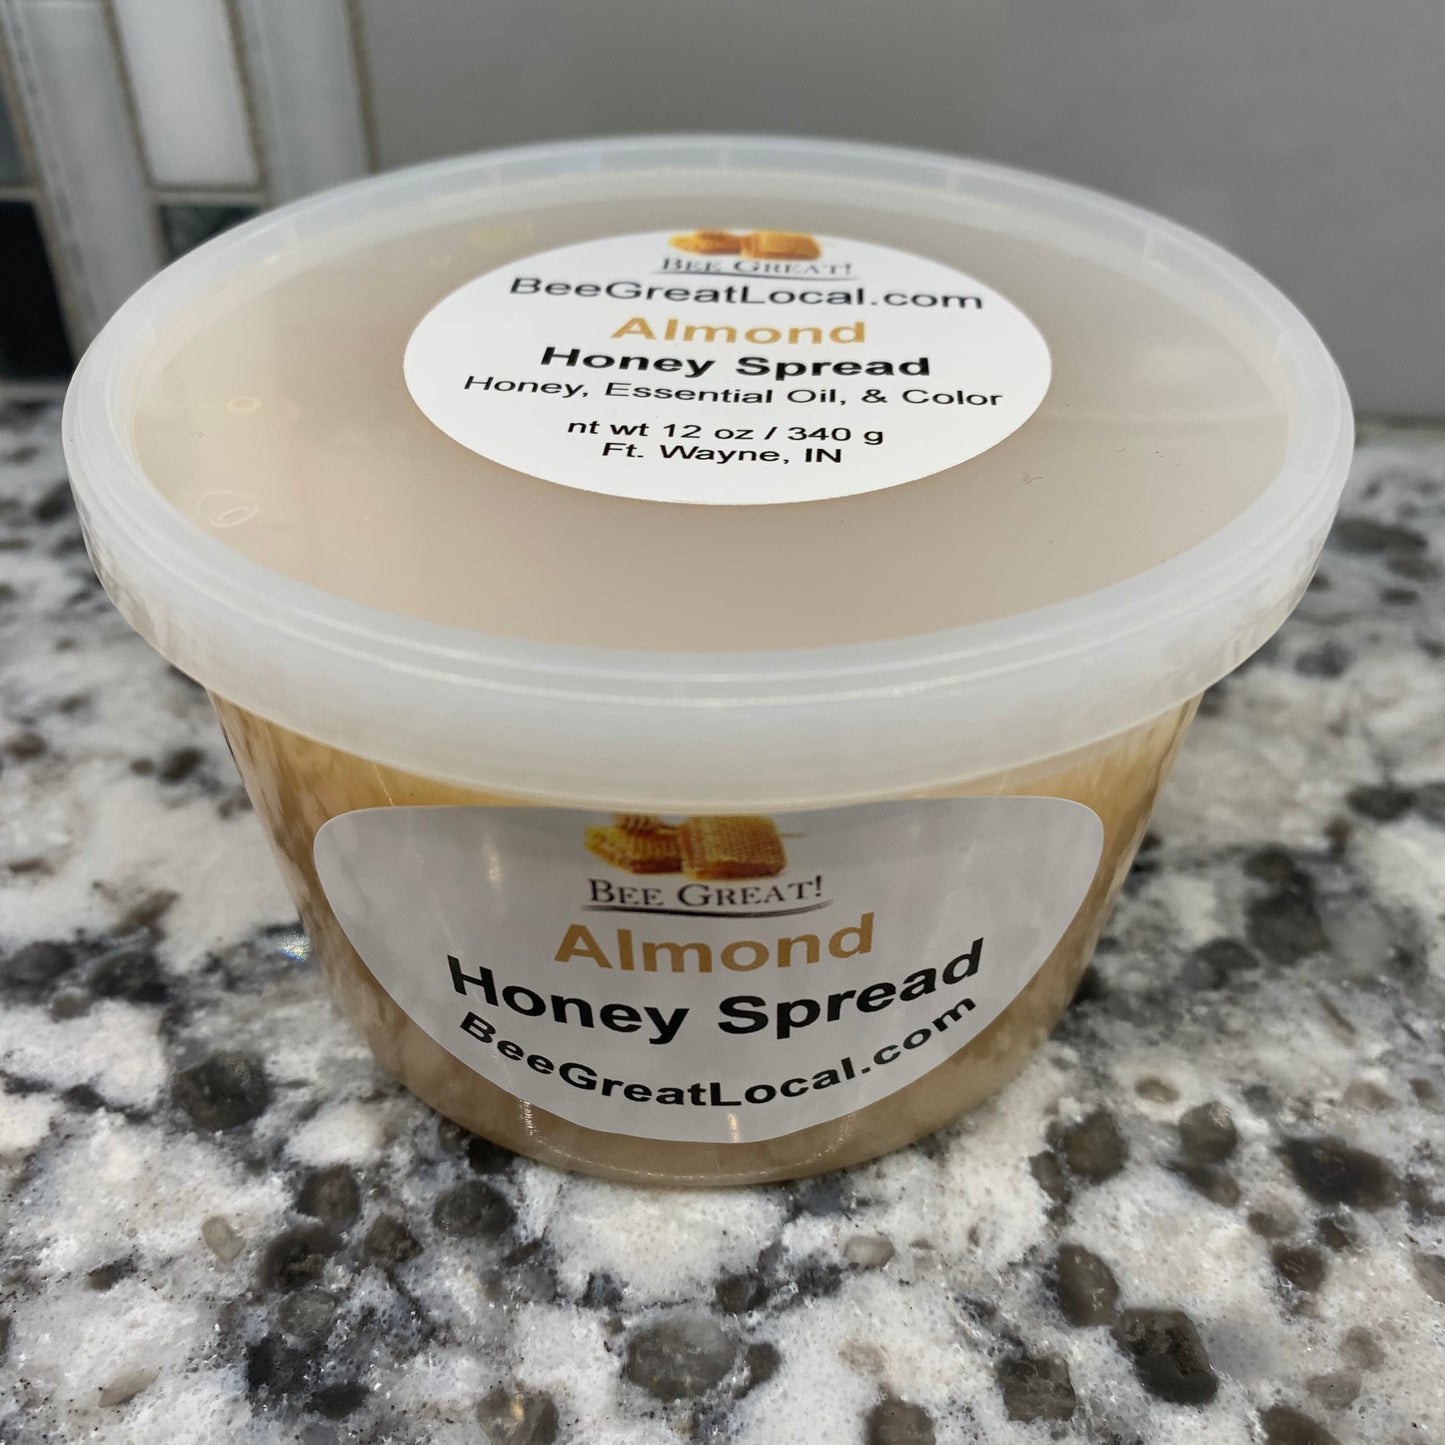 BEE GREAT!
BeeGreatLocal.com
Almond
Honey Spread
Honey, Essential Oil, & Color
nt wt 12 oz / 340 g
Ft. Wayne, IN
BEE GREAT!
Almond
Honey Spread
BeeGreatLocal.com